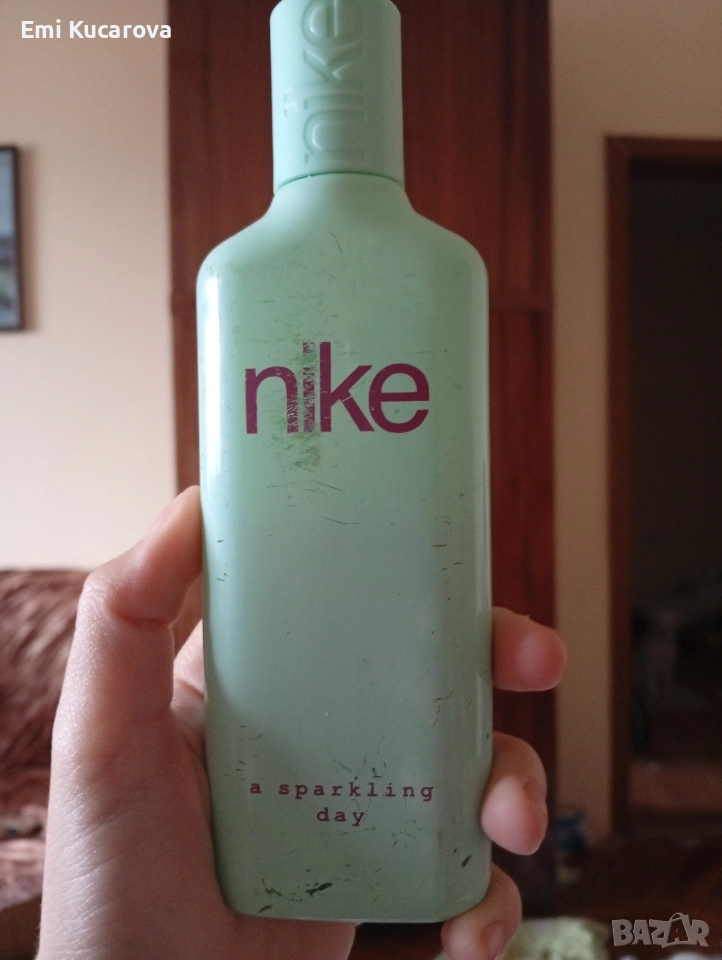 Emi Kucarova
nike
nike
a sparkling
day
BAZAR